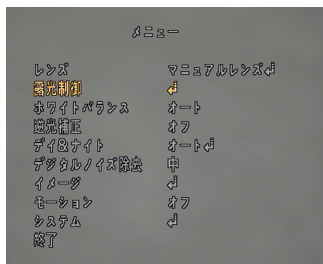 メニュー
レンズ マニュアルレンズ↲
露光制御 ↲
ホワイトバランス オート
逆光補正 オフ
デイ&ナイト オート↲
デジタルノイズ除去 中
イメージ ↲
モーション オフ
システム ↲
終了